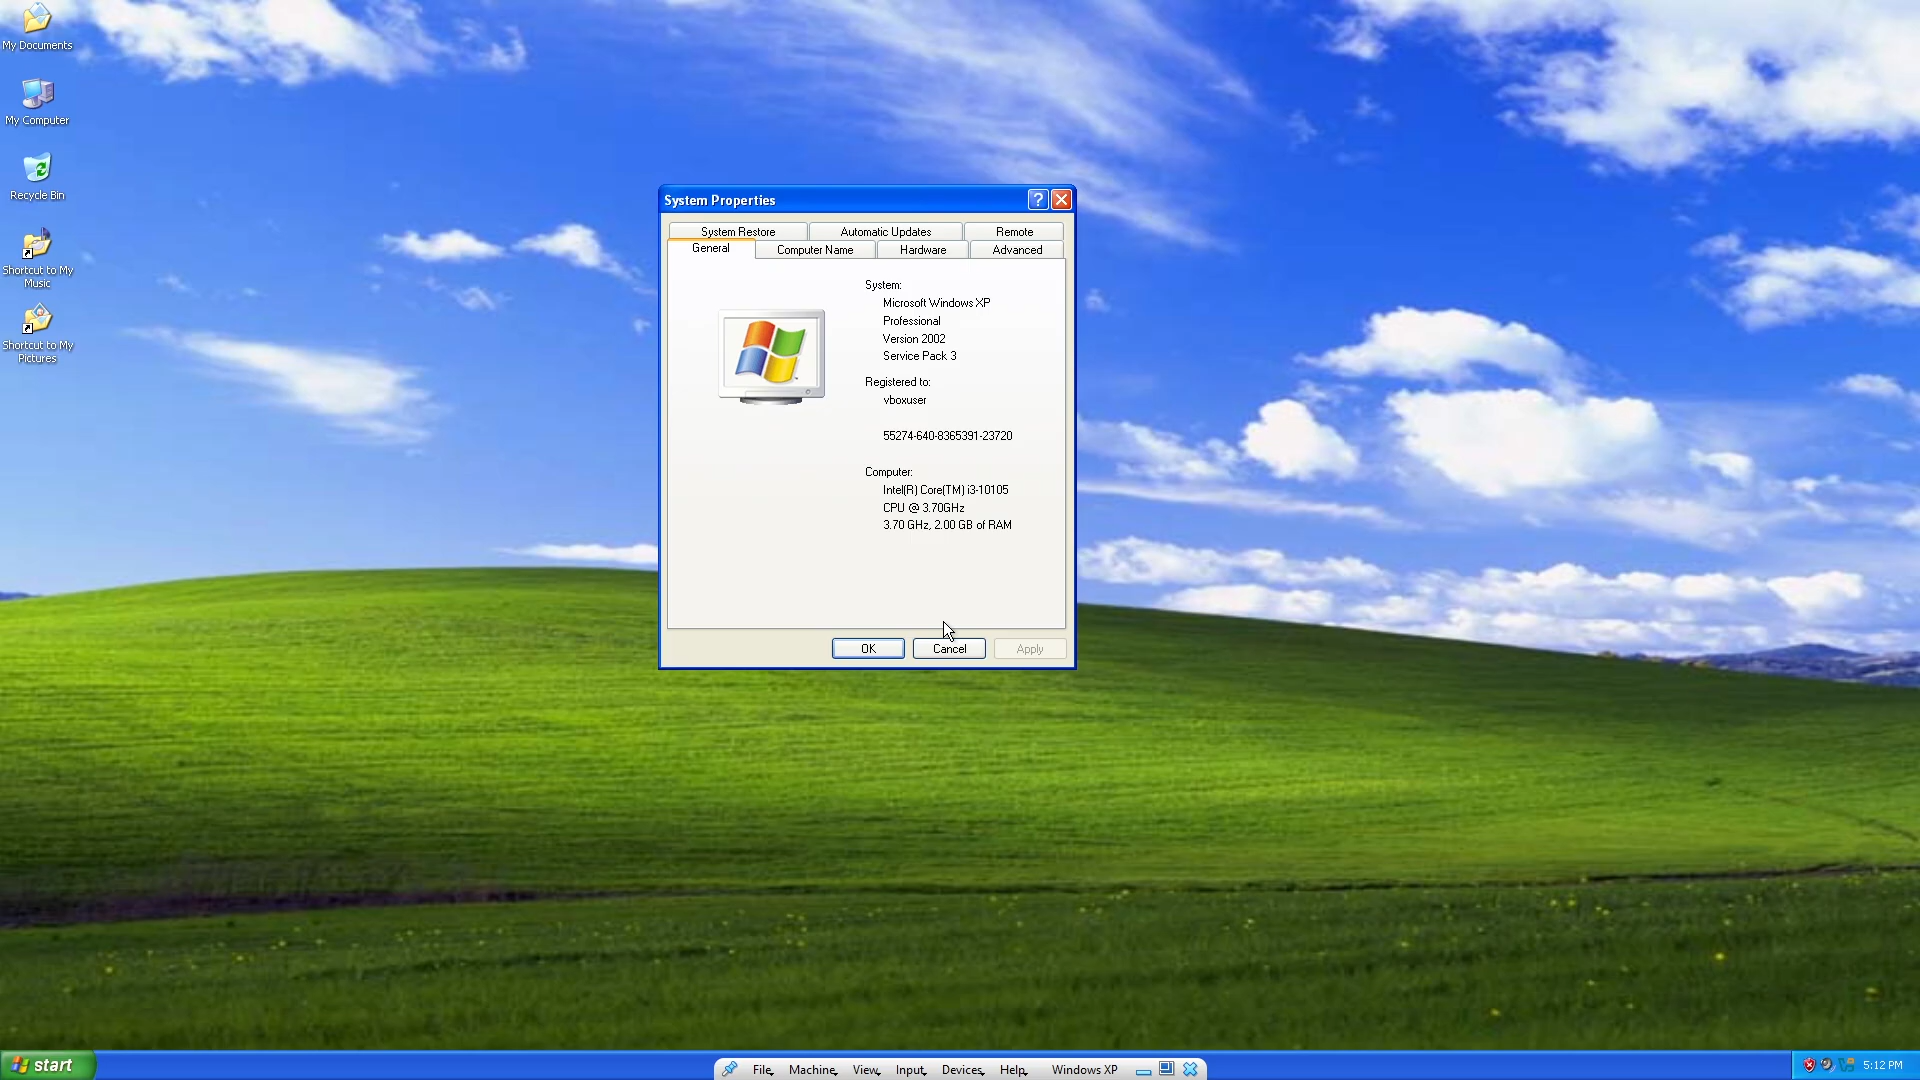 My Documents
My Computer
Recycle Bin
Shortcut to My
Music
Shortcut to My
Pictures
System Properties
System Restore
Automatic Updates
Remote
General
Computer Name
Hardware
Advanced
System:
Microsoft Windows XP
Professional
Version 2002
Service Pack 3
Registered to:
vboxuser
55274-640-8365391-23720
Computer:
Intel(R) Core(TM) i3-10105
CPU @ 3.70GHz
3.70 GHz, 2.00 GB of RAM
OK
Cancel
Apply
start
File
Machine
View
Input
Devices
Help
Windows XP
5:12 PM